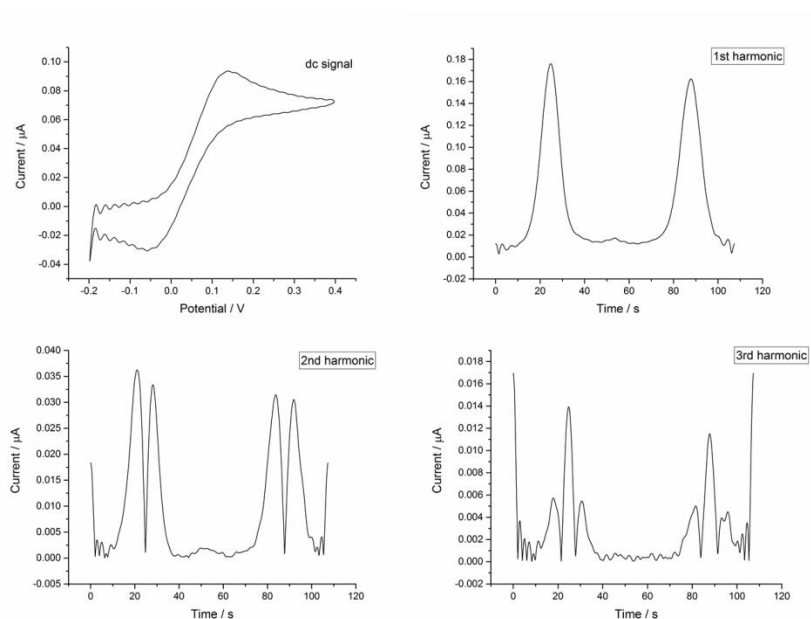 dc signal
0.10
0.08
0.06
0.04
0.02
0.00
-0.02
-0.04
Current / µA
-0.2 -0.1 0.0 0.1 0.2 0.3 0.4
Potential / V
1st harmonic
0.18
0.16
0.14
0.12
0.10
0.08
0.06
0.04
0.02
0.00
-0.02
Current / µA
0 20 40 60 80 100 120
Time / s
2nd harmonic
0.040
0.035
0.030
0.025
0.020
0.015
0.010
0.005
0.000
-0.005
Current / µA
0 20 40 60 80 100 120
Time / s
3rd harmonic
0.018
0.016
0.014
0.012
0.010
0.008
0.006
0.004
0.002
0.000
-0.002
Current / µA
0 20 40 60 80 100 120
Time / s